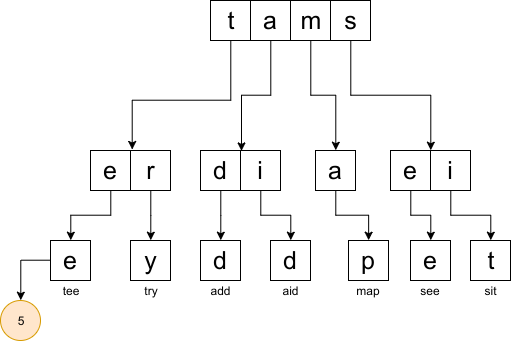 t a m s
e r d i a e i
e y d d p e t
tee try add aid map see sit
5